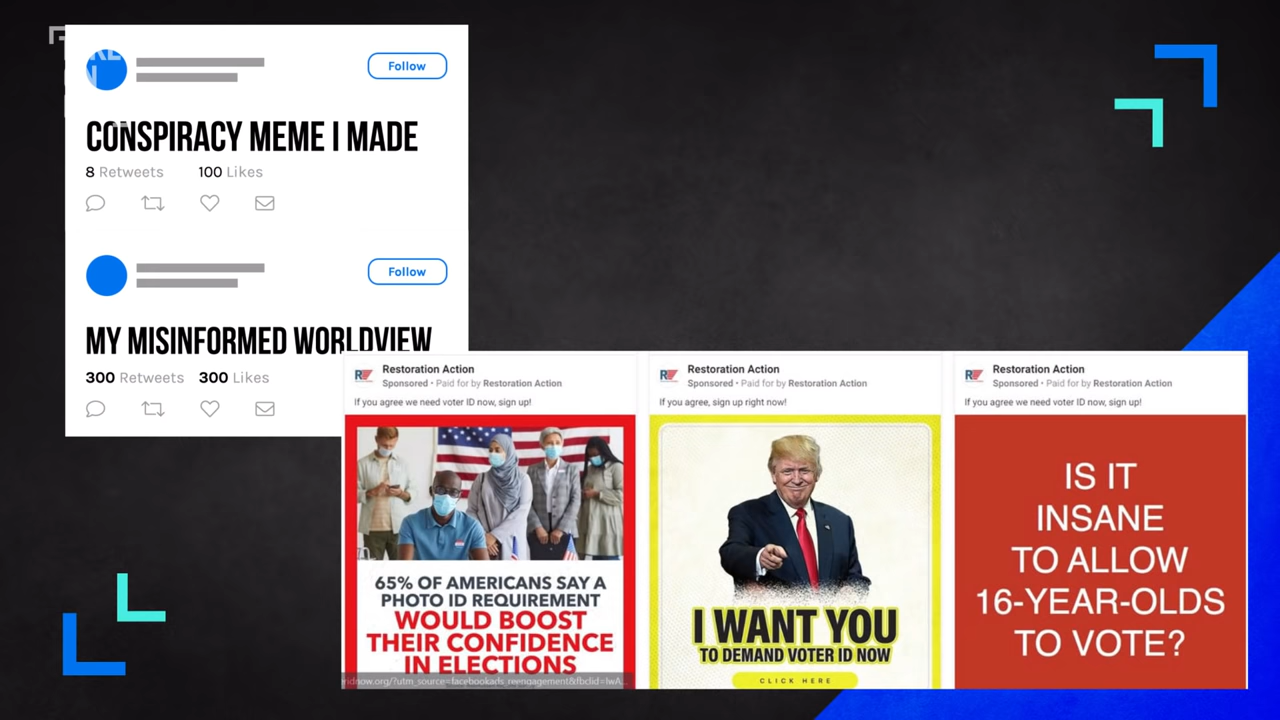 Follow
CONSPIRACY MEME I MADE
8 Retweets 100 Likes
Follow
MY MISINFORMED WORLDVIEW
300 Retweets 300 Likes
Restoration Action
Sponsored • Paid for by Restoration Action
If you agree we need voter ID now, sign up!
65% OF AMERICANS SAY A
PHOTO ID REQUIREMENT
WOULD BOOST
THEIR CONFIDENCE
IN ELECTIONS
Restoration Action
Sponsored • Paid for by Restoration Action
If you agree, sign up right now!
I WANT YOU
TO DEMAND VOTER ID NOW
CLICK HERE
Restoration Action
Sponsored • Paid for by Restoration Action
If you agree we need voter ID now, sign up!
IS IT
INSANE
TO ALLOW
16-YEAR-OLDS
TO VOTE?